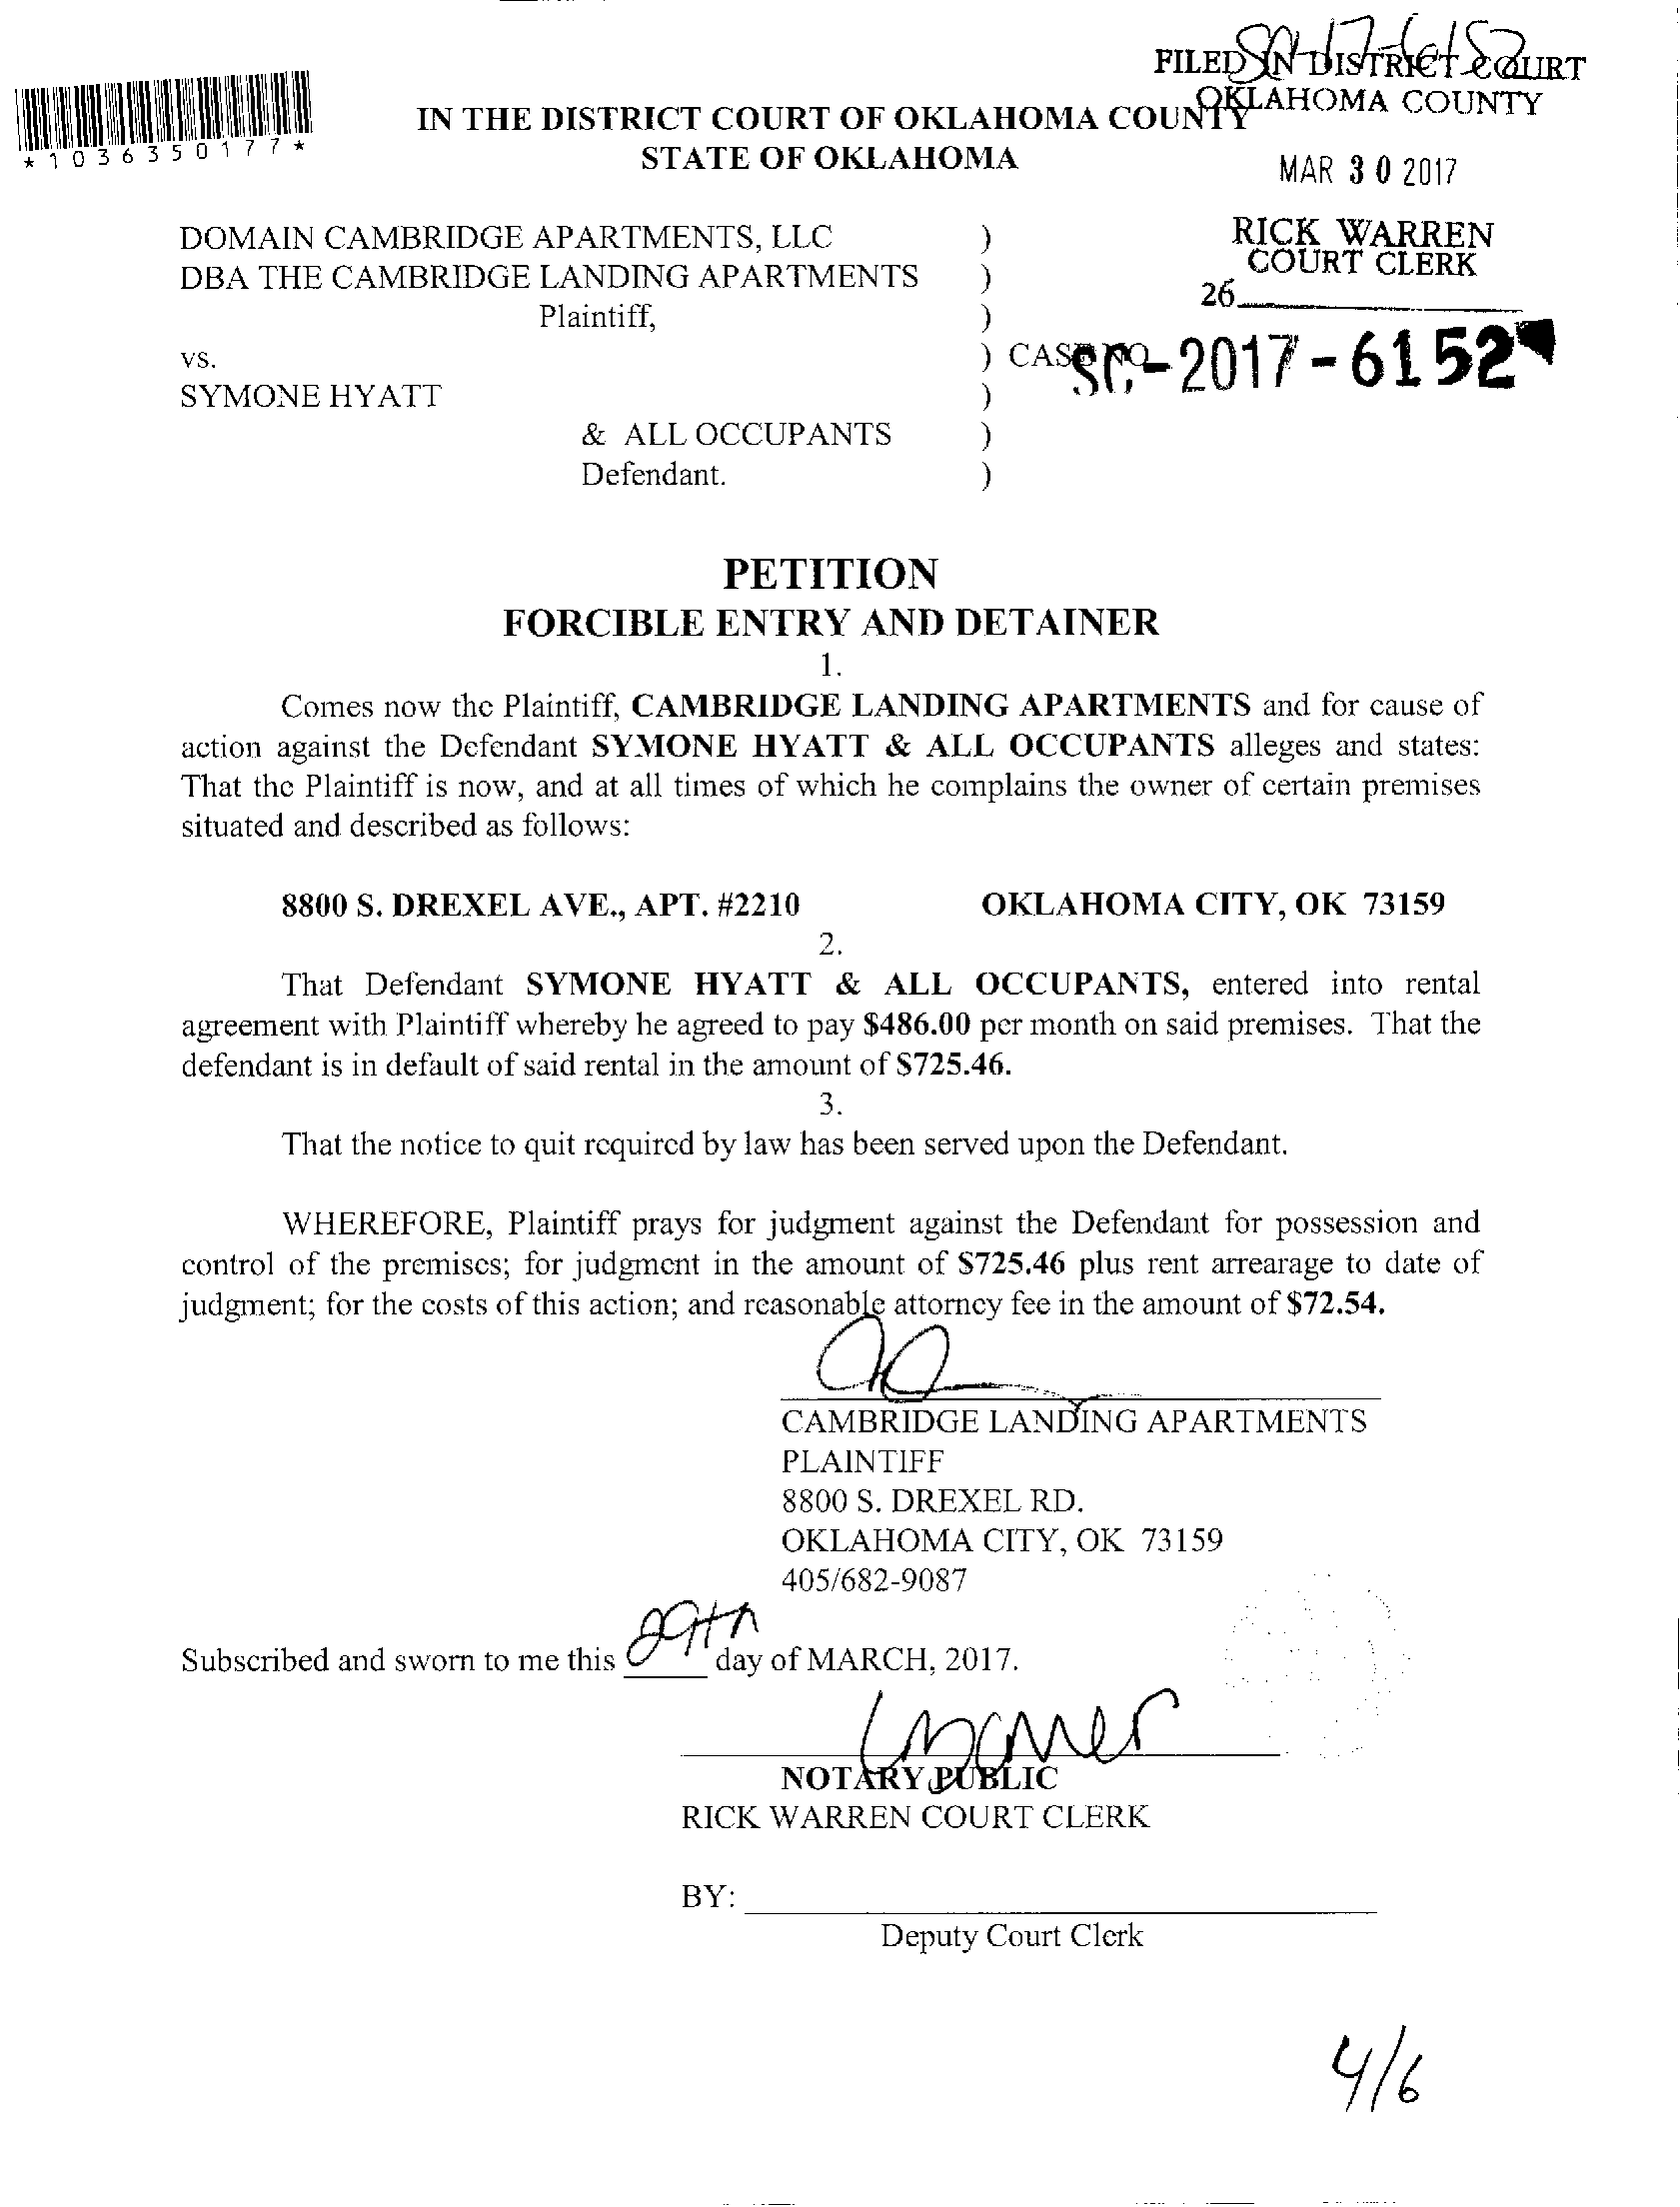 SC-17-6152
FILED IN DISTRICT COURT
OKLAHOMA COUNTY
*1036350177*
IN THE DISTRICT COURT OF OKLAHOMA COUNTY
STATE OF OKLAHOMA
MAR 30 2017
RICK WARREN
COURT CLERK
26
DOMAIN CAMBRIDGE APARTMENTS, LLC )
DBA THE CAMBRIDGE LANDING APARTMENTS )
Plaintiff, )
vs. ) CASE NO. SC-2017-6152
SYMONE HYATT )
& ALL OCCUPANTS )
Defendant. )
PETITION
FORCIBLE ENTRY AND DETAINER
1.
Comes now the Plaintiff, CAMBRIDGE LANDING APARTMENTS and for cause of
action against the Defendant SYMONE HYATT & ALL OCCUPANTS alleges and states:
That the Plaintiff is now, and at all times of which he complains the owner of certain premises
situated and described as follows:
8800 S. DREXEL AVE., APT. #2210 OKLAHOMA CITY, OK 73159
2.
That Defendant SYMONE HYATT & ALL OCCUPANTS, entered into rental
agreement with Plaintiff whereby he agreed to pay $486.00 per month on said premises. That the
defendant is in default of said rental in the amount of $725.46.
3.
That the notice to quit required by law has been served upon the Defendant.
WHEREFORE, Plaintiff prays for judgment against the Defendant for possession and
control of the premises; for judgment in the amount of $725.46 plus rent arrearage to date of
judgment; for the costs of this action; and reasonable attorney fee in the amount of $72.54.
CAMBRIDGE LANDING APARTMENTS
PLAINTIFF
8800 S. DREXEL RD.
OKLAHOMA CITY, OK 73159
405/682-9087
Subscribed and sworn to me this 29th day of MARCH, 2017.
NOTARY PUBLIC
RICK WARREN COURT CLERK
BY:
Deputy Court Clerk
4/6